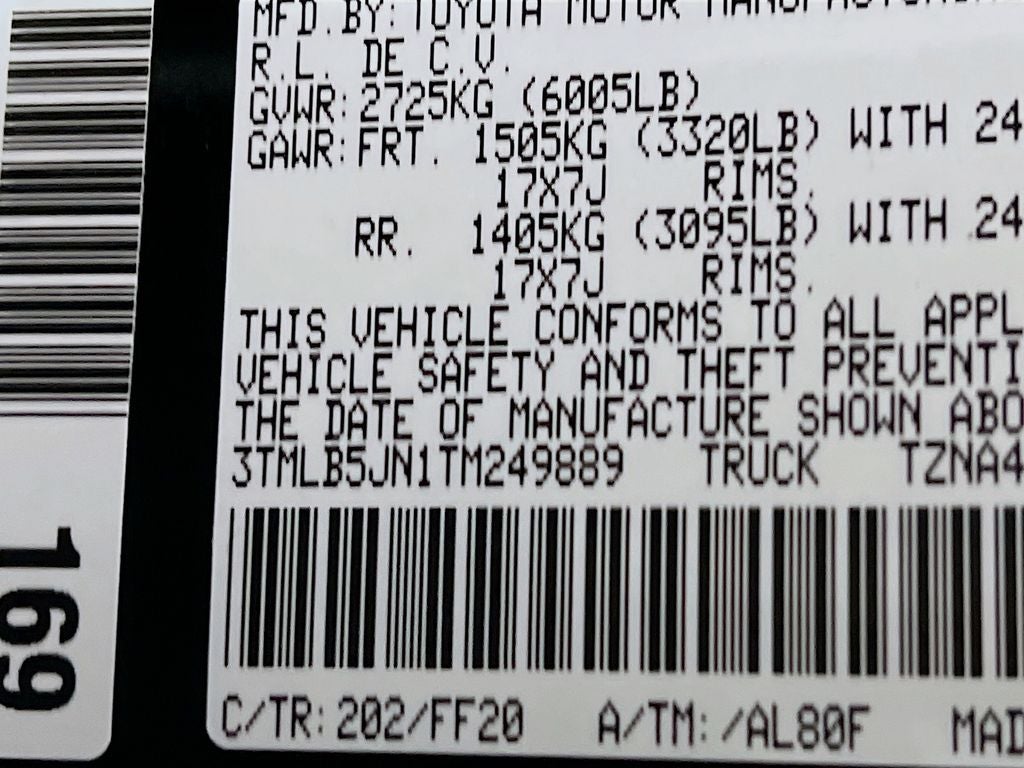 MFD.BY: TOYOTA MOTOR
R.L. DE C.V.
GVWR: 2725KG (6005LB)
GAWR: FRT. 1505KG (3320LB) WITH 24
17X7J RIMS.
RR. 1405KG (3095LB) WITH 24
17X7J RIMS.
THIS VEHICLE CONFORMS TO ALL APPL
VEHICLE SAFETY AND THEFT PREVENTI
THE DATE OF MANUFACTURE SHOWN ABO
3TMLB5JN1TM249889 TRUCK TZNA4
C/TR: 202/FF20 A/TM: /AL80F MAD
169